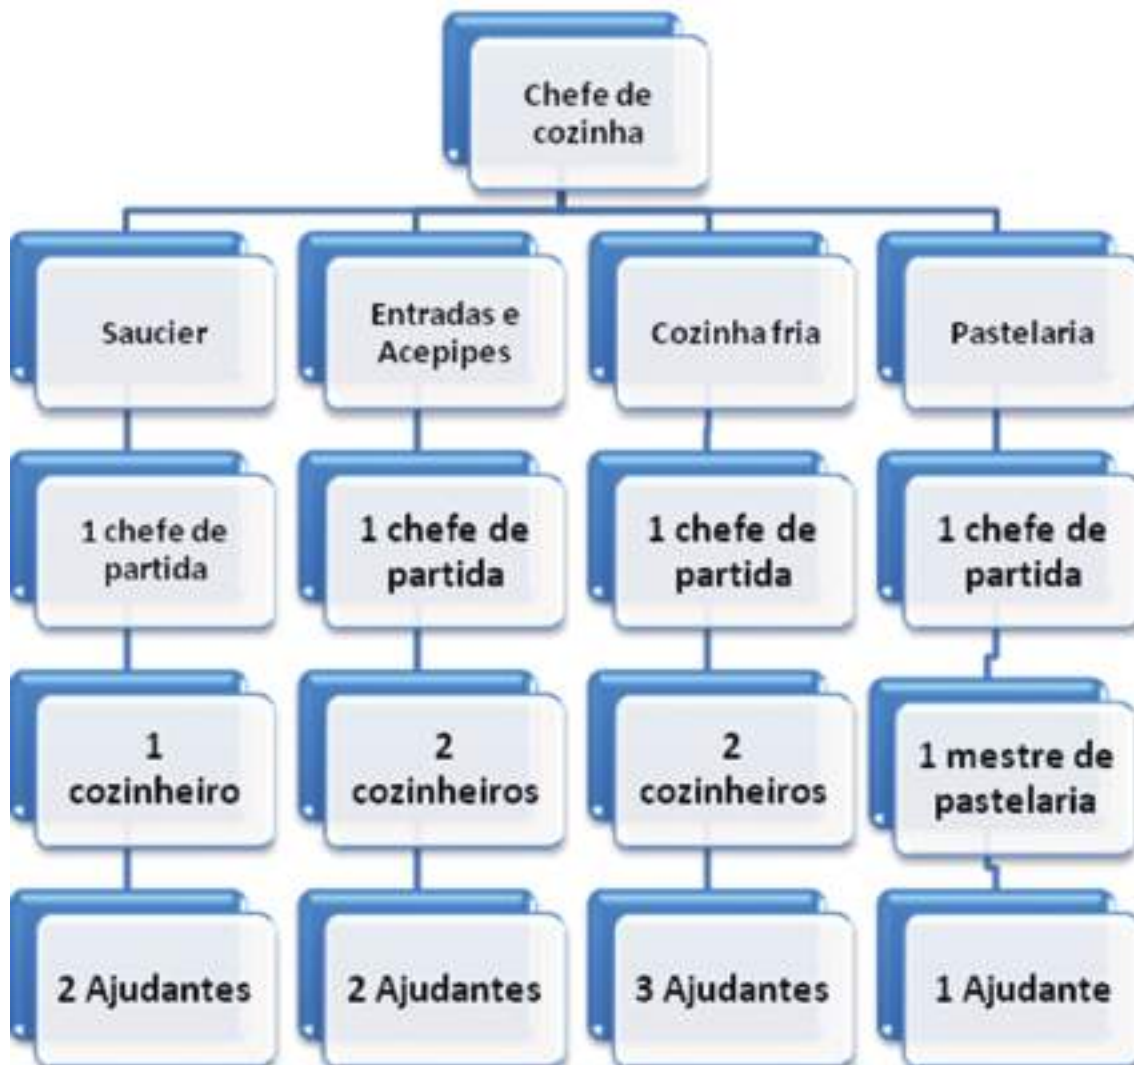 Chefe de
cozinha
Saucier
Entradas e
Acepipes
Cozinha fria
Pastelaria
1 chefe de
partida
1 chefe de
partida
1 chefe de
partida
1 chefe de
partida
1
cozinheiro
2
cozinheiros
2
cozinheiros
1 mestre de
pastelaria
2 Ajudantes
2 Ajudantes
3 Ajudantes
1 Ajudante